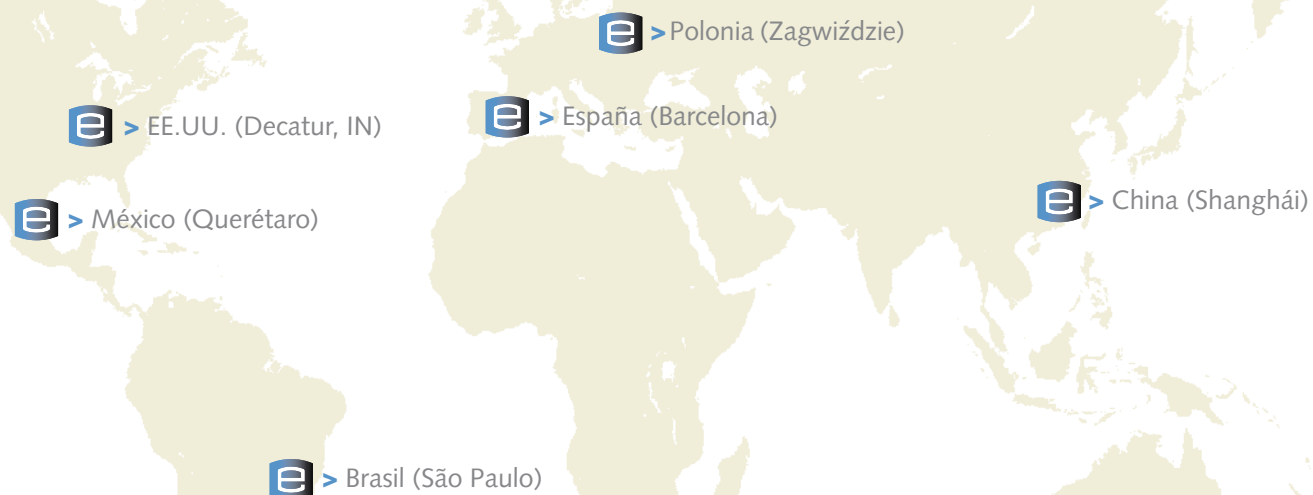 e > Polonia (Zagwiździe)
e > España (Barcelona)
e > EE.UU. (Decatur, IN)
e > China (Shanghái)
e > México (Querétaro)
e > Brasil (São Paulo)